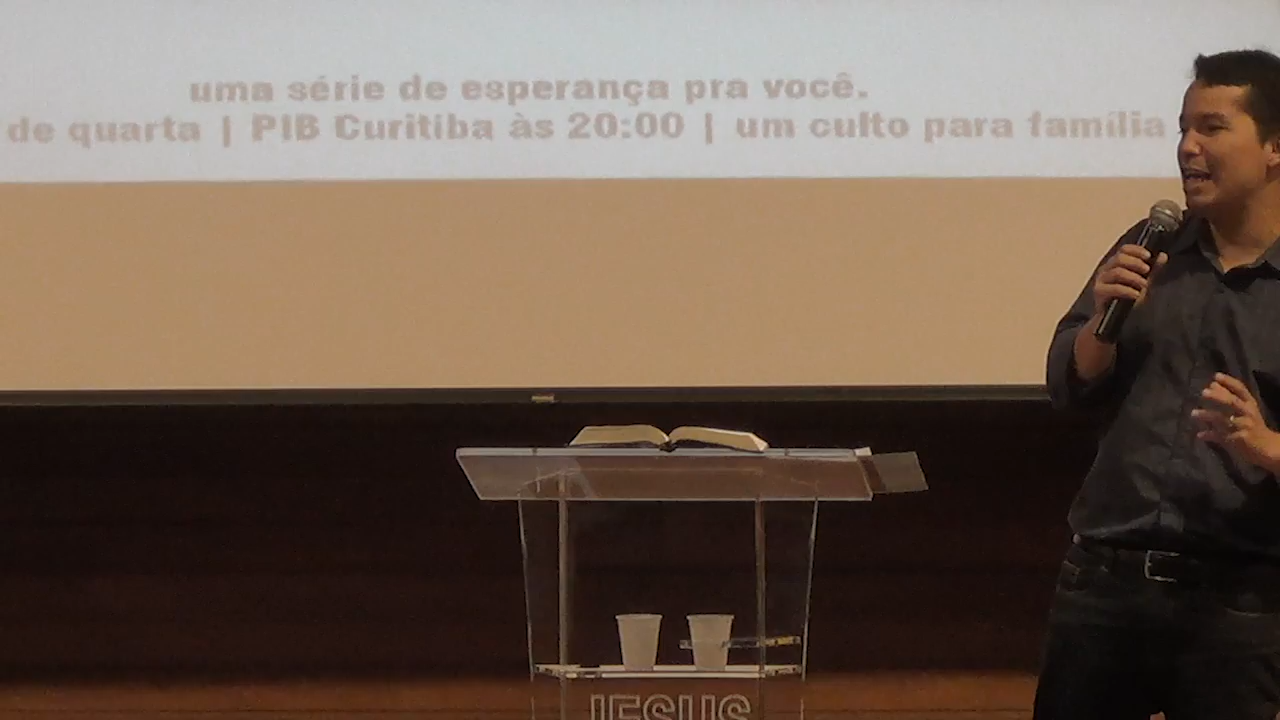 uma série de esperança pra você.
de quarta | PIB Curitiba às 20:00 | um culto para família
JESUS